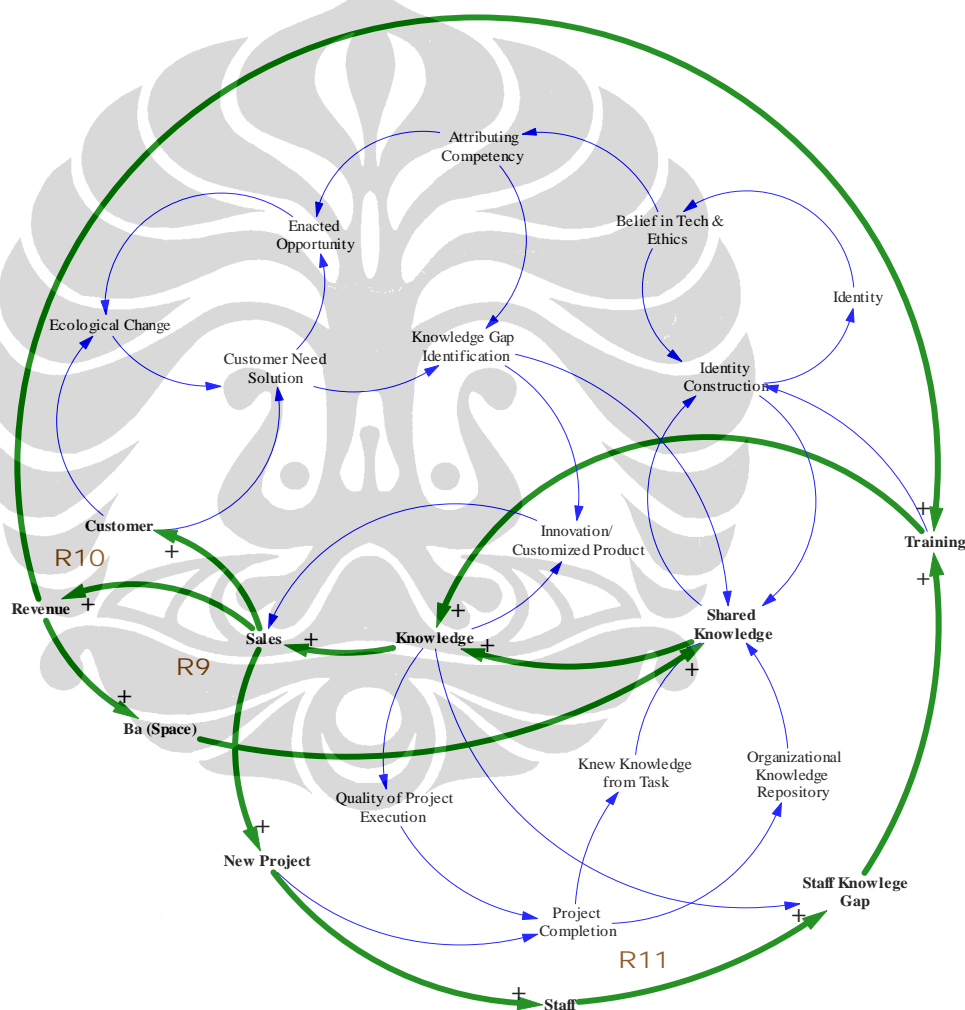 Attributing
Competency
Enacted
Opportunity
Belief in Tech &
Ethics
Identity
Ecological Change
Customer Need
Solution
Knowledge Gap
Identification
Identity
Construction
Customer
+
R10
Innovation/
Customized Product
+
Training
+
Revenue
+
Sales
+
Knowledge
+
+
Shared
Knowledge
+
R9
+
Ba (Space)
Knew Knowledge
from Task
Organizational
Knowledge
Repository
Quality of Project
Execution
+
New Project
Staff Knowlege
Gap
+
Project
Completion
R11
+
Staff